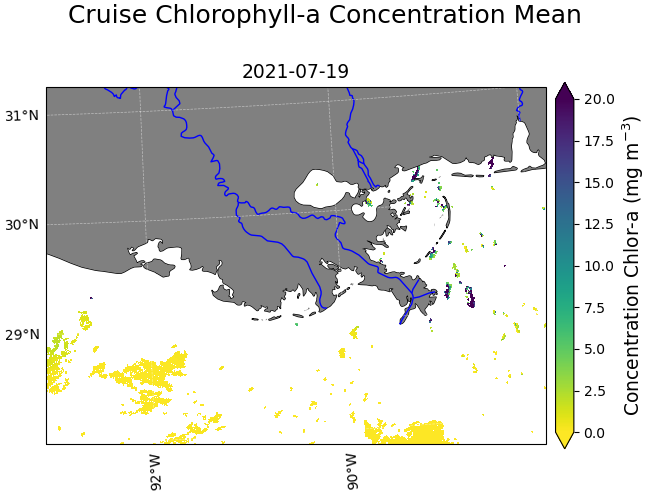 Cruise Chlorophyll-a Concentration Mean
2021-07-19
31°N
30°N
29°N
92°W
90°W
20.0
17.5
15.0
12.5
10.0
7.5
5.0
2.5
0.0
Concentration Chlor-a (mg m⁻³)